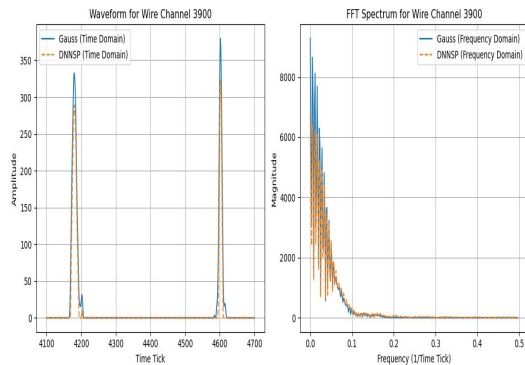 Waveform for Wire Channel 3900
Gauss (Time Domain)
DNNSP (Time Domain)
Amplitude
350
300
250
200
150
100
50
0
4100 4200 4300 4400 4500 4600 4700
Time Tick
FFT Spectrum for Wire Channel 3900
Gauss (Frequency Domain)
DNNSP (Frequency Domain)
Magnitude
8000
6000
4000
2000
0
0.0 0.1 0.2 0.3 0.4 0.5
Frequency (1/Time Tick)